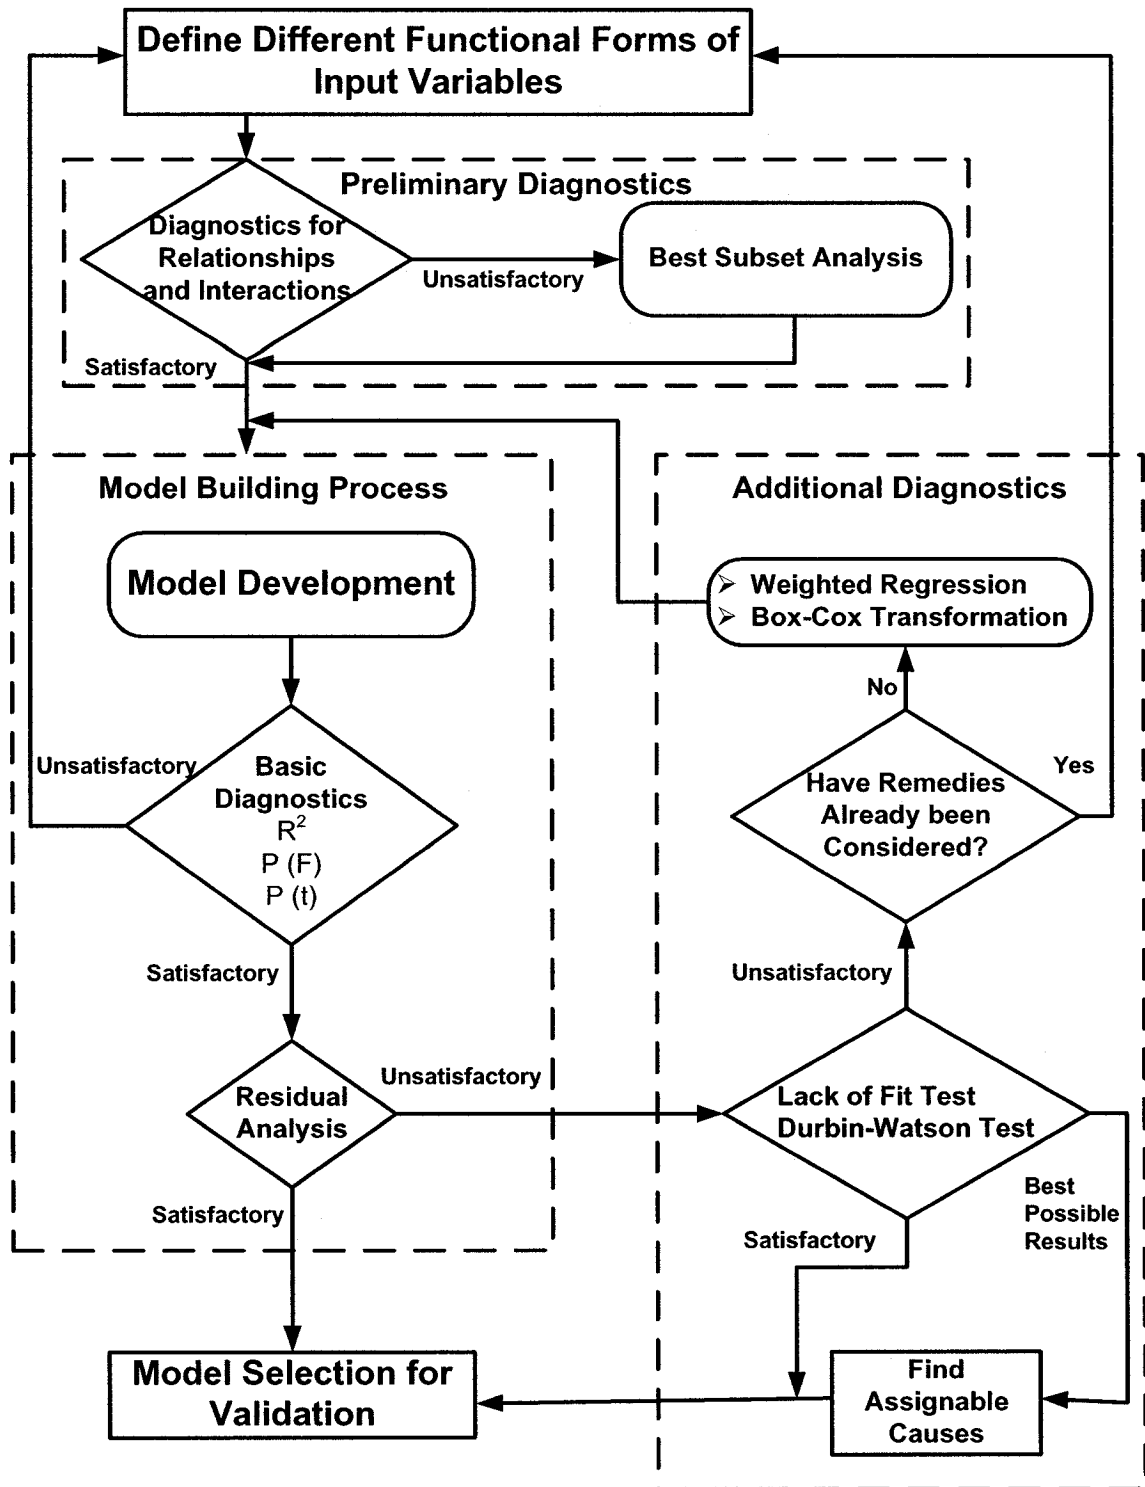 Define Different Functional Forms of
Input Variables
Preliminary Diagnostics
Diagnostics for
Relationships
and Interactions
Unsatisfactory
Best Subset Analysis
Satisfactory
Model Building Process
Model Development
Unsatisfactory
Basic
Diagnostics
R²
P (F)
P (t)
Satisfactory
Residual
Analysis
Unsatisfactory
Satisfactory
Model Selection for
Validation
Additional Diagnostics
➢ Weighted Regression
➢ Box-Cox Transformation
No
Have Remedies
Already been
Considered?
Yes
Unsatisfactory
Lack of Fit Test
Durbin-Watson Test
Best
Possible
Results
Satisfactory
Find
Assignable
Causes